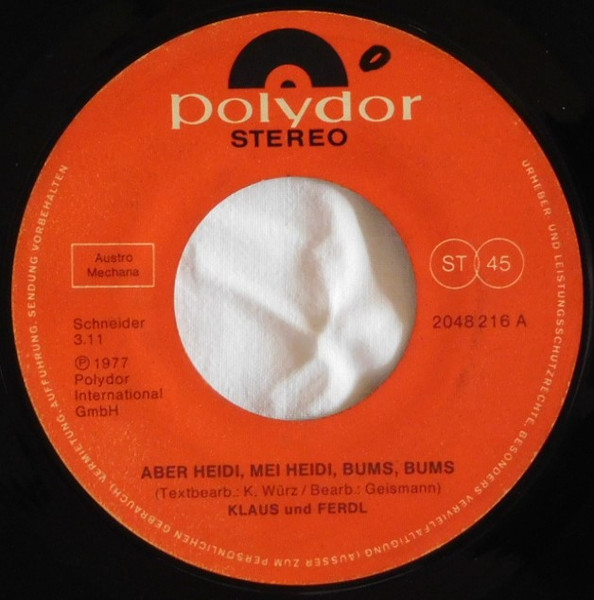 polydor
STEREO
Austro
Mechana
ST 45
Schneider
3.11
2048 216 A
Ⓟ 1977
Polydor
International
GmbH
ABER HEIDI, MEI HEIDI, BUMS, BUMS
(Textbearb.: K. Würz / Bearb.: Geismann)
KLAUS und FERDL
URHEBER- UND LEISTUNGSSCHUTZRECHTE, BESONDERS VERVIELFÄLTIGUNG (AUSSER ZUM PERSÖNLICHEN GEBRAUCH), VERMIETUNG, AUFFÜHRUNG, SENDUNG VORBEHALTEN